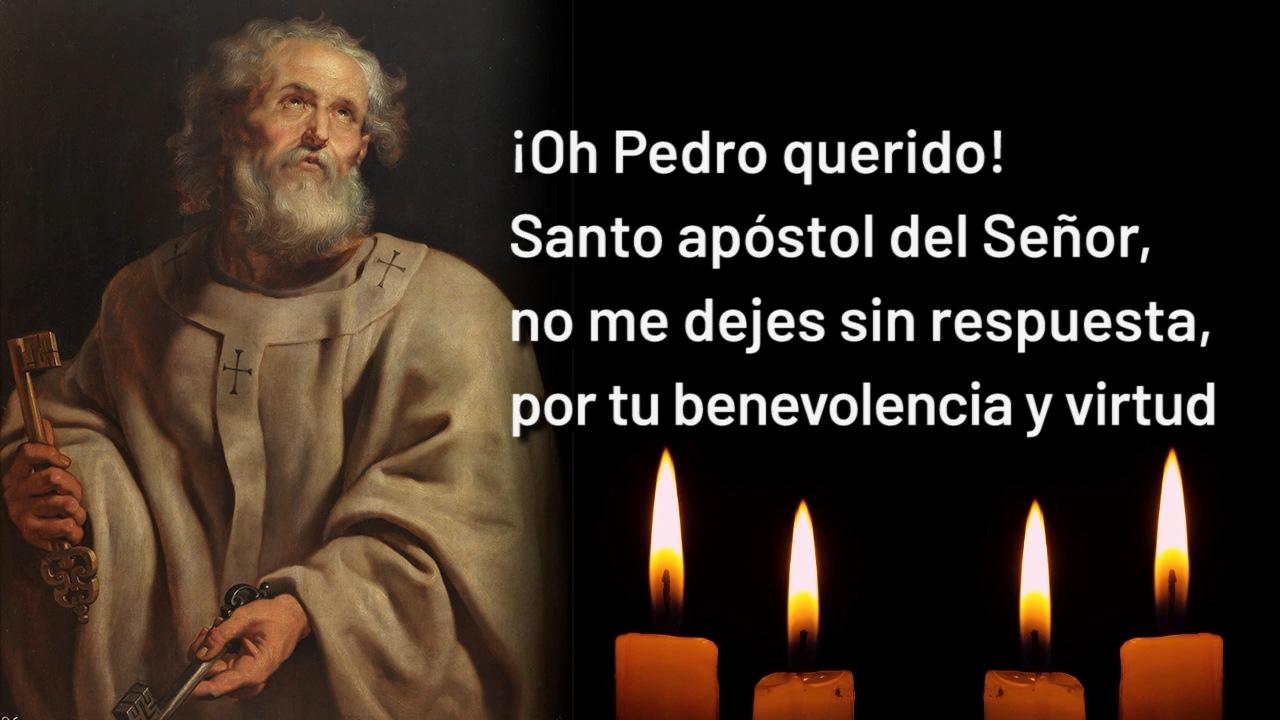 ¡Oh Pedro querido!
Santo apóstol del Señor,
no me dejes sin respuesta,
por tu benevolencia y virtud